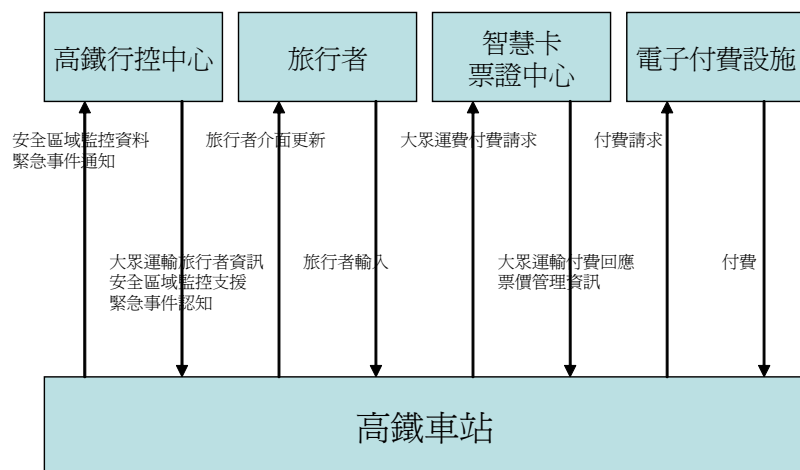 高鐵行控中心
旅行者
智慧卡
票證中心
電子付費設施
安全區域監控資料
緊急事件通知
旅行者介面更新
大眾運費付費請求
付費請求
大眾運輸旅行者資訊
安全區域監控支援
緊急事件認知
旅行者輸入
大眾運輸付費回應
票價管理資訊
付費
高鐵車站